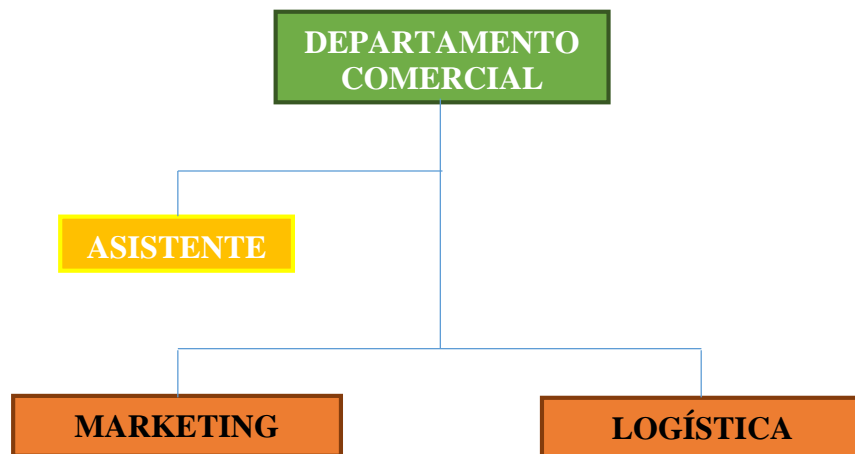 DEPARTAMENTO
COMERCIAL
ASISTENTE
MARKETING
LOGÍSTICA